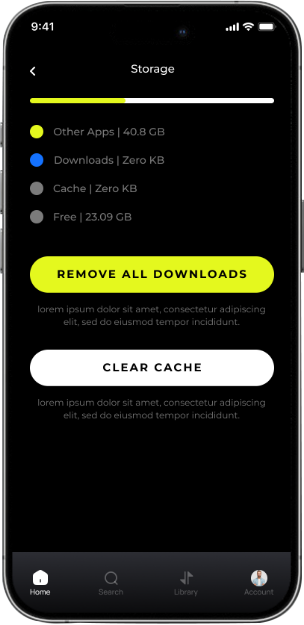 9:41
Storage
Other Apps | 40.8 GB
Downloads | Zero KB
Cache | Zero KB
Free | 23.09 GB
REMOVE ALL DOWNLOADS
lorem ipsum dolor sit amet, consectetur adipiscing
elit, sed do eiusmod tempor incididunt.
CLEAR CACHE
lorem ipsum dolor sit amet, consectetur adipiscing
elit, sed do eiusmod tempor incididunt.
Home Search Library Account